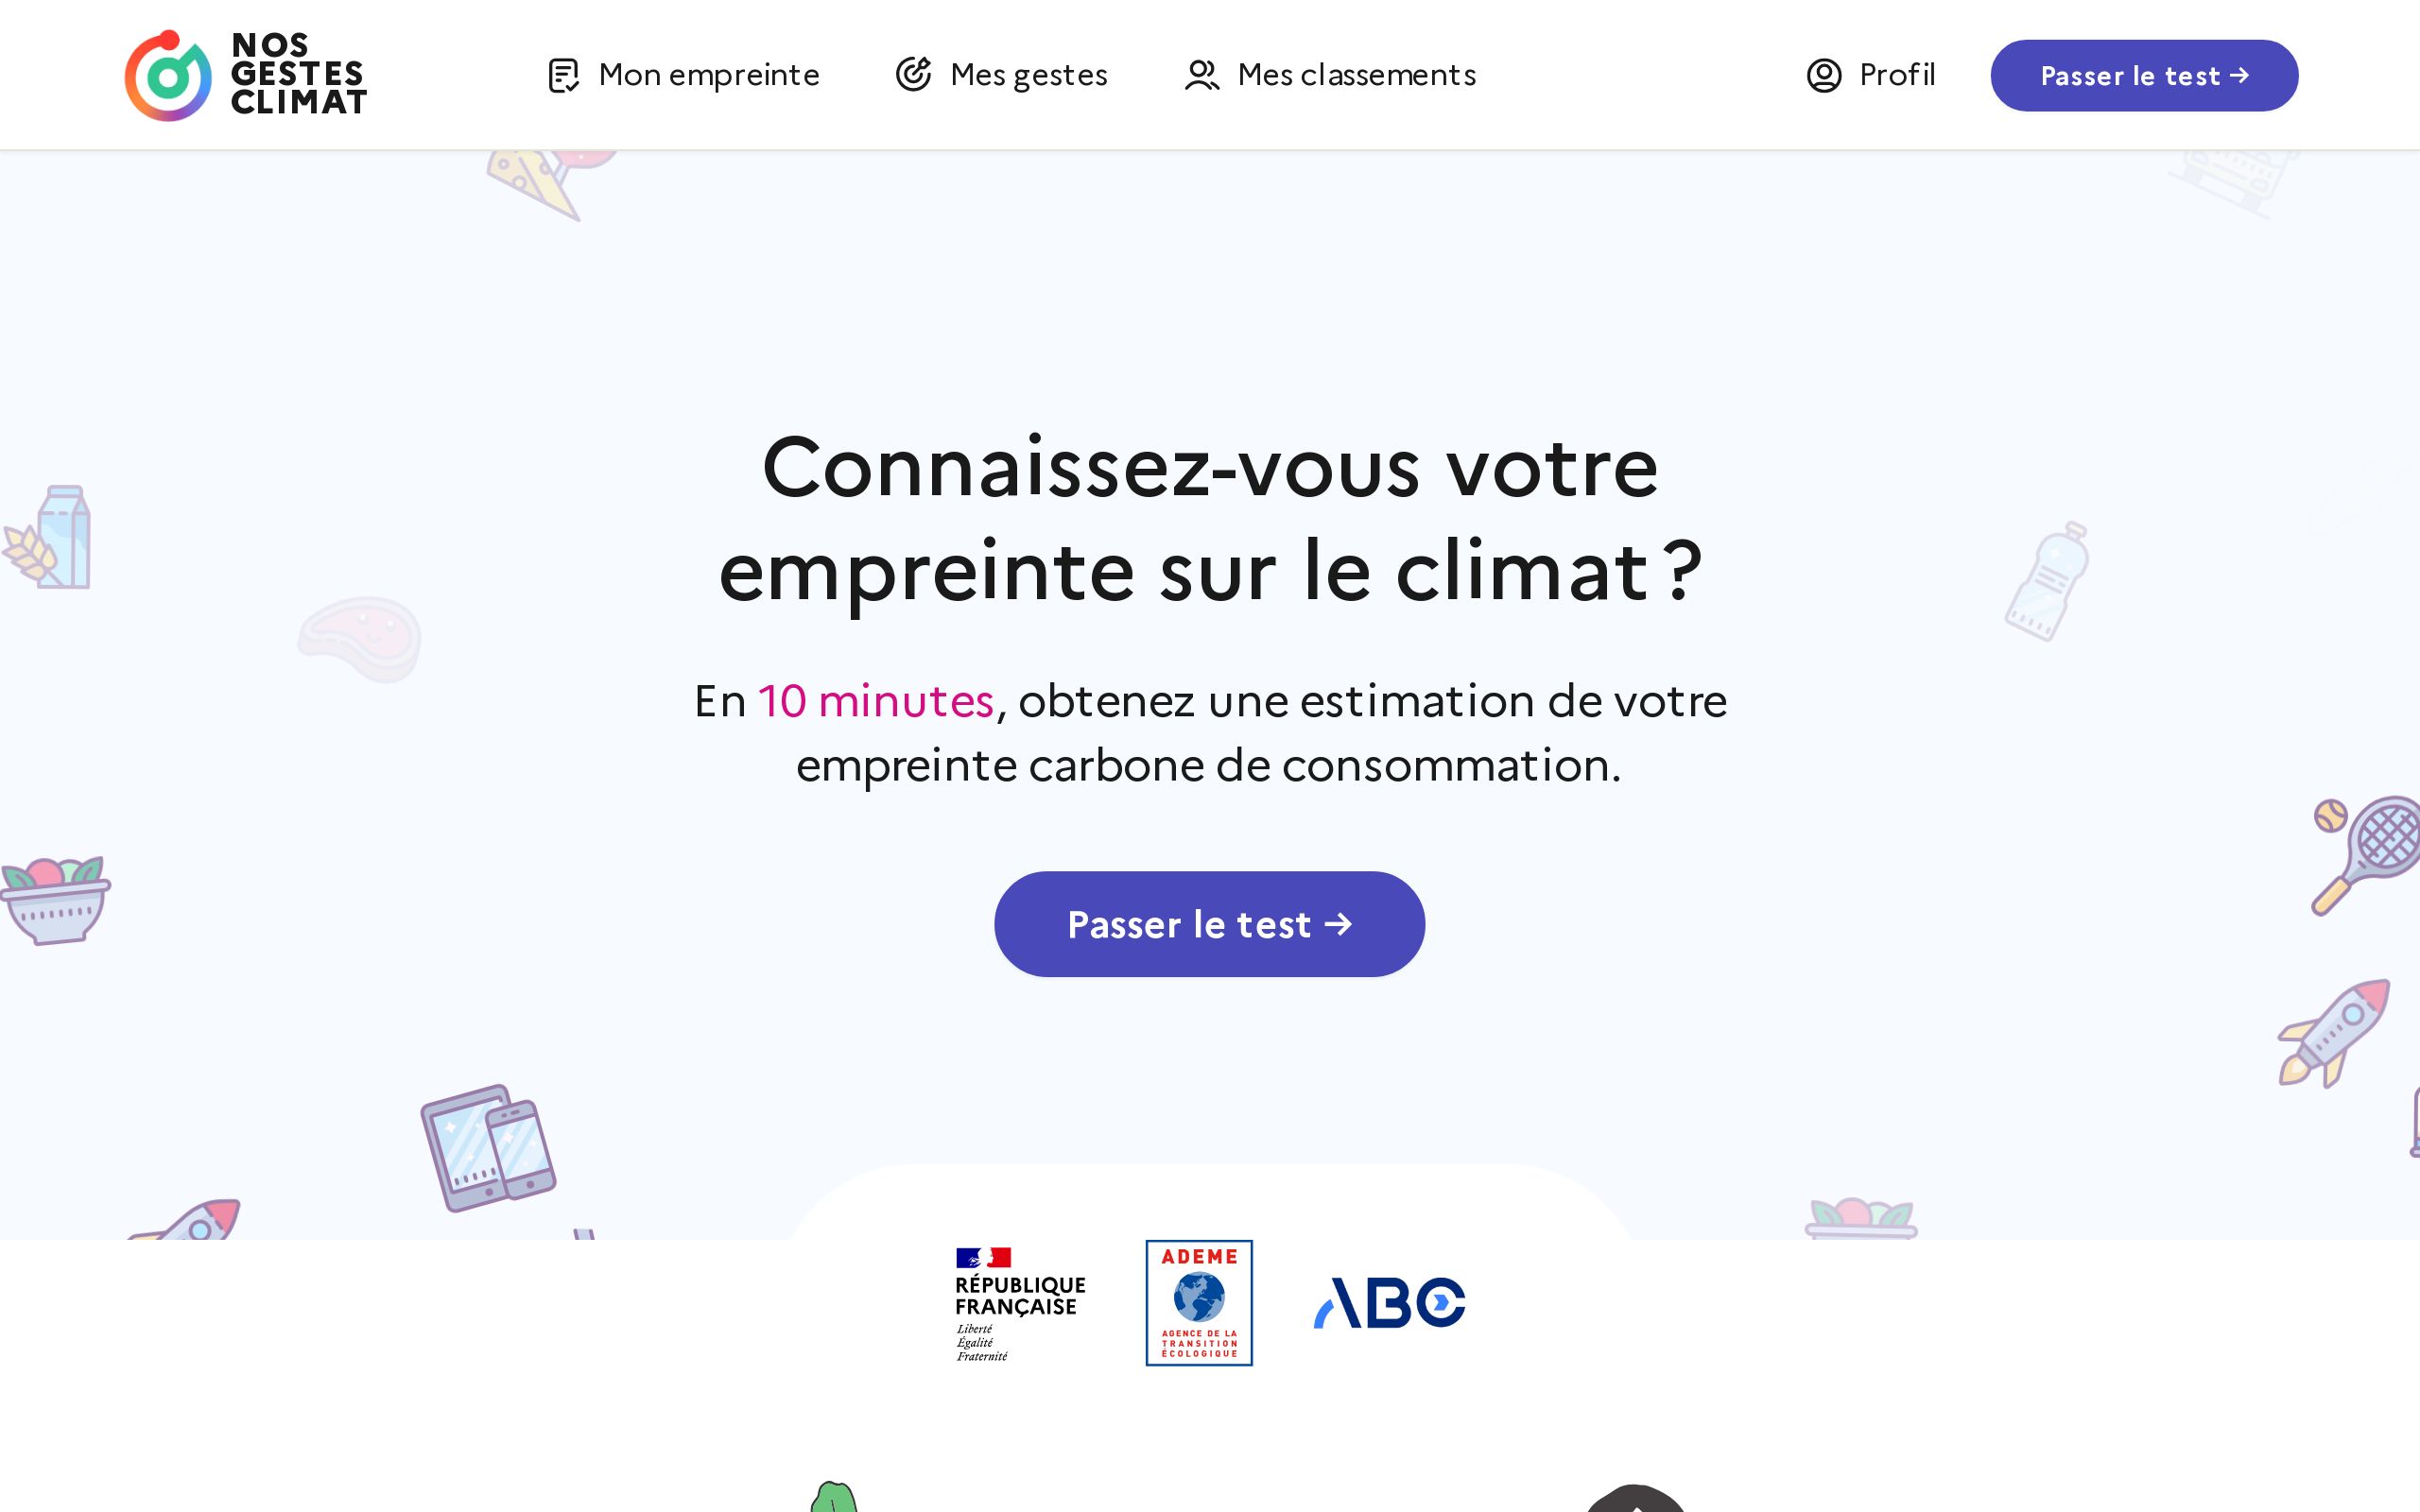 NOS
GESTES
CLIMAT
Mon empreinte
Mes gestes
Mes classements
Profil
Passer le test →
Connaissez-vous votre
empreinte sur le climat ?
En 10 minutes, obtenez une estimation de votre
empreinte carbone de consommation.
Passer le test →
RÉPUBLIQUE
FRANÇAISE
Liberté
Égalité
Fraternité
ADEME
AGENCE DE LA
TRANSITION
ÉCOLOGIQUE
ABC